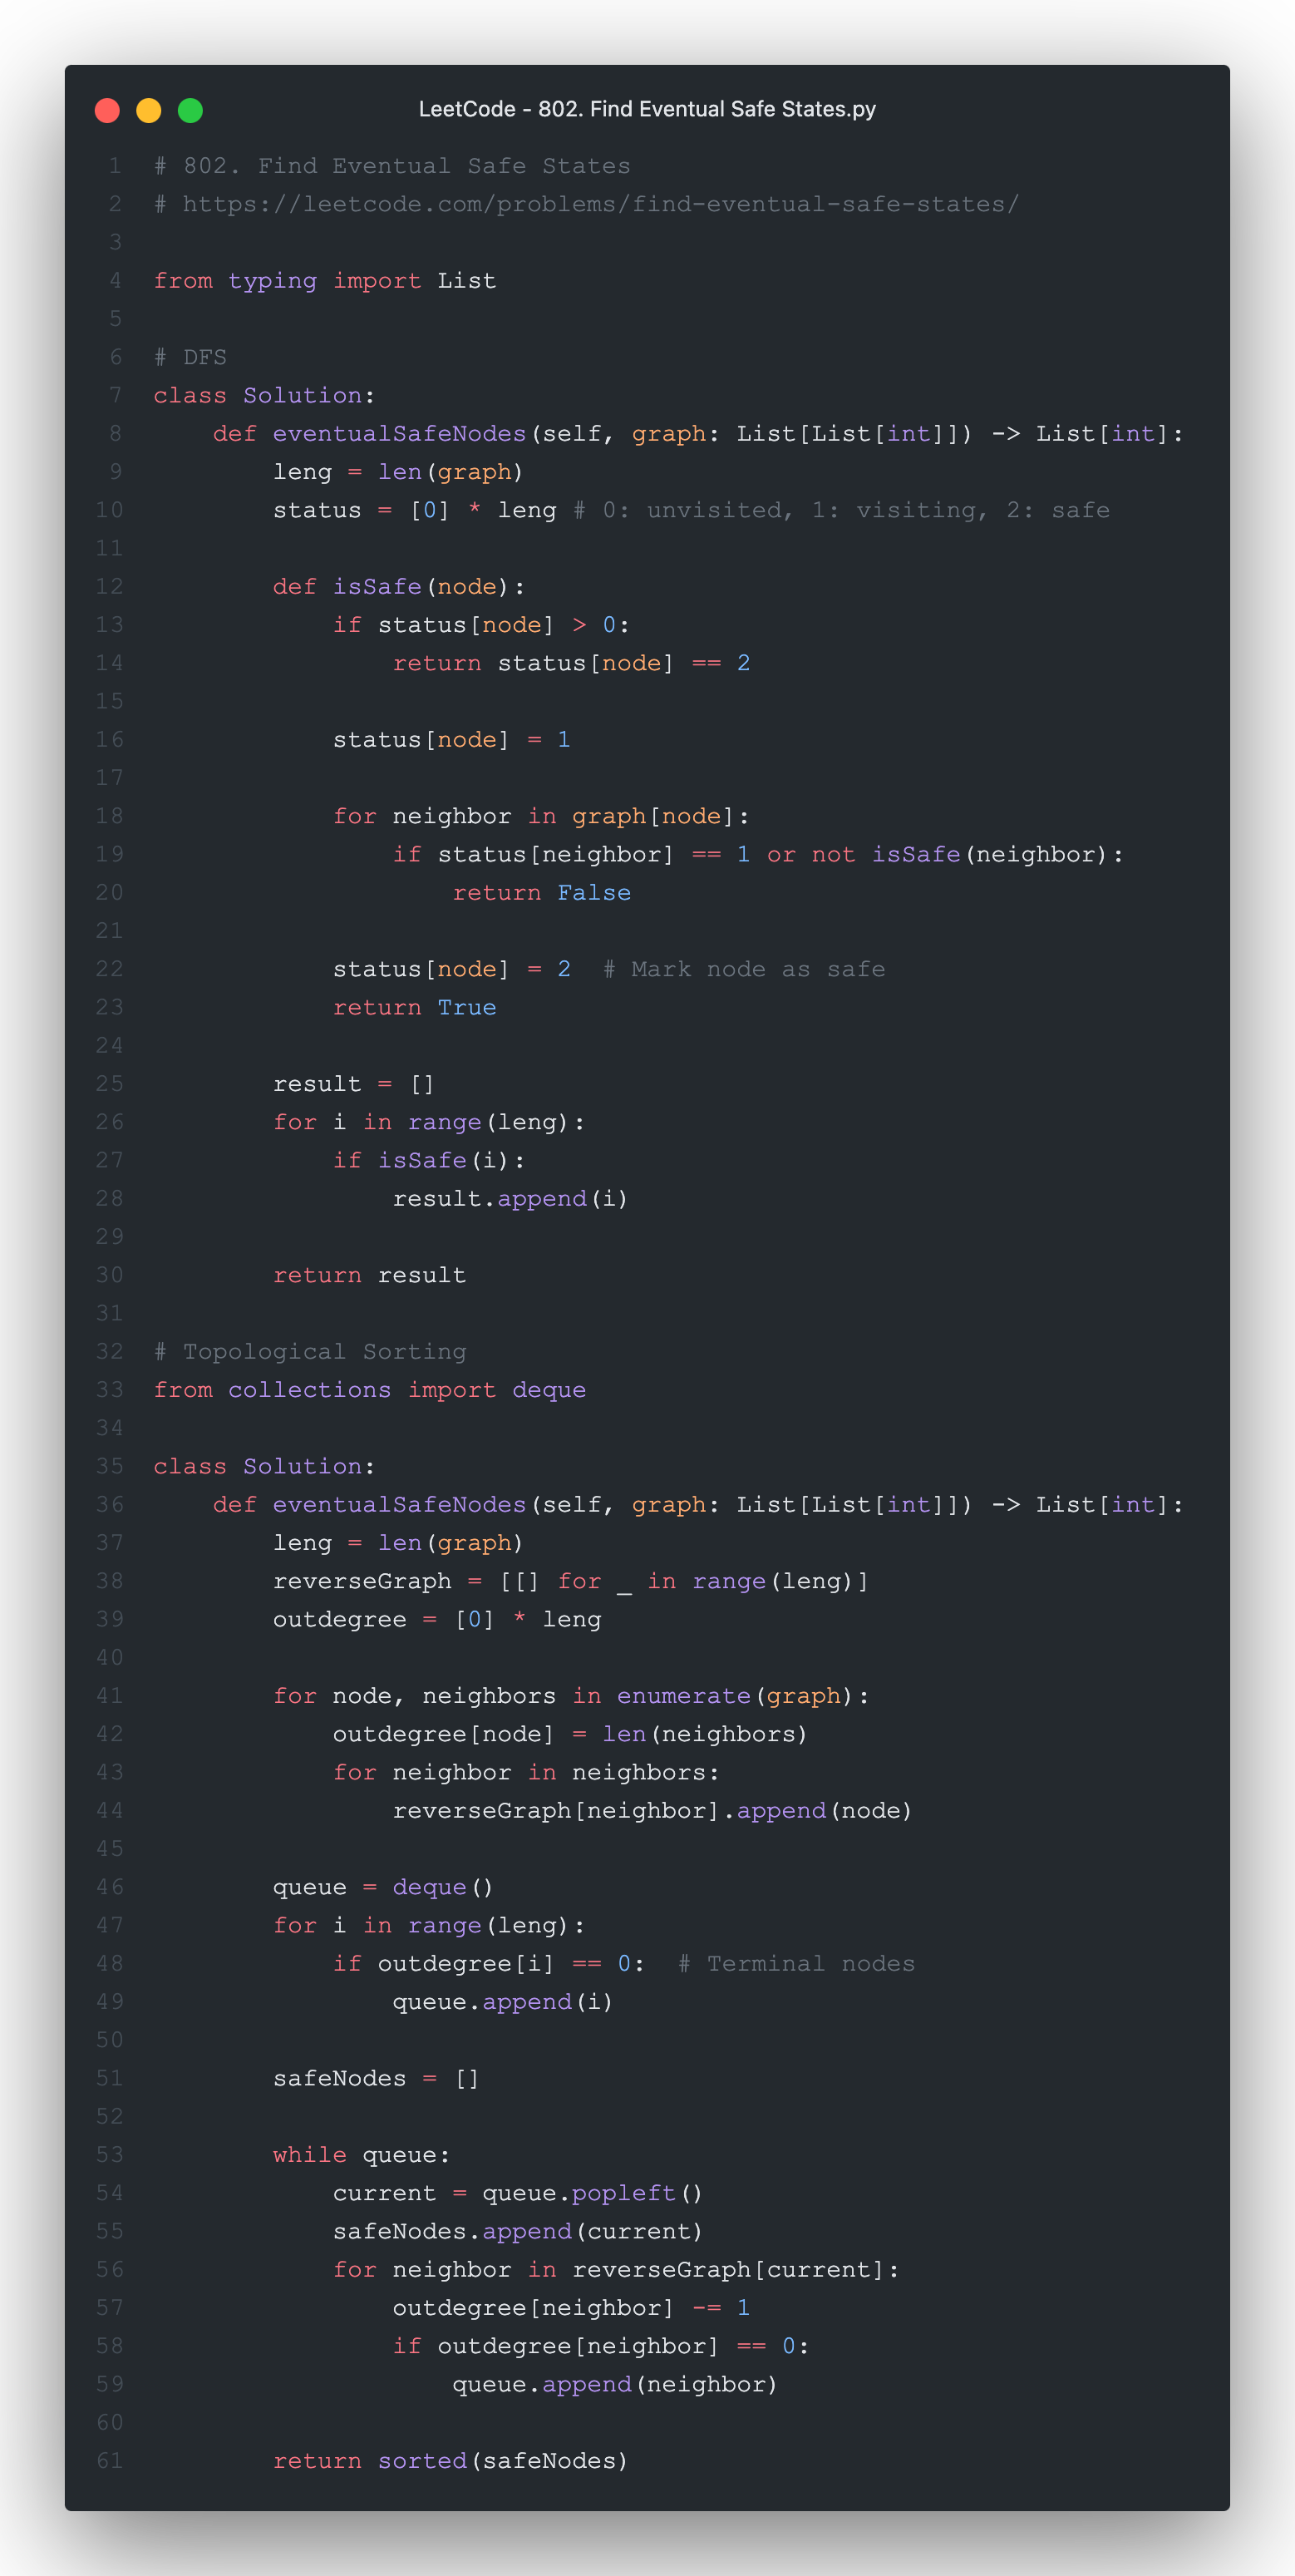 LeetCode - 802. Find Eventual Safe States.py
1 # 802. Find Eventual Safe States
2 # https://leetcode.com/problems/find-eventual-safe-states/
3
4 from typing import List
5
6 # DFS
7 class Solution:
8     def eventualSafeNodes(self, graph: List[List[int]]) -> List[int]:
9         leng = len(graph)
10         status = [0] * leng # 0: unvisited, 1: visiting, 2: safe
11
12         def isSafe(node):
13             if status[node] > 0:
14                 return status[node] == 2
15
16             status[node] = 1
17
18             for neighbor in graph[node]:
19                 if status[neighbor] == 1 or not isSafe(neighbor):
20                     return False
21
22             status[node] = 2  # Mark node as safe
23             return True
24
25         result = []
26         for i in range(leng):
27             if isSafe(i):
28                 result.append(i)
29
30         return result
31
32 # Topological Sorting
33 from collections import deque
34
35 class Solution:
36     def eventualSafeNodes(self, graph: List[List[int]]) -> List[int]:
37         leng = len(graph)
38         reverseGraph = [[] for _ in range(leng)]
39         outdegree = [0] * leng
40
41         for node, neighbors in enumerate(graph):
42             outdegree[node] = len(neighbors)
43             for neighbor in neighbors:
44                 reverseGraph[neighbor].append(node)
45
46         queue = deque()
47         for i in range(leng):
48             if outdegree[i] == 0:  # Terminal nodes
49                 queue.append(i)
50
51         safeNodes = []
52
53         while queue:
54             current = queue.popleft()
55             safeNodes.append(current)
56             for neighbor in reverseGraph[current]:
57                 outdegree[neighbor] -= 1
58                 if outdegree[neighbor] == 0:
59                     queue.append(neighbor)
60
61         return sorted(safeNodes)